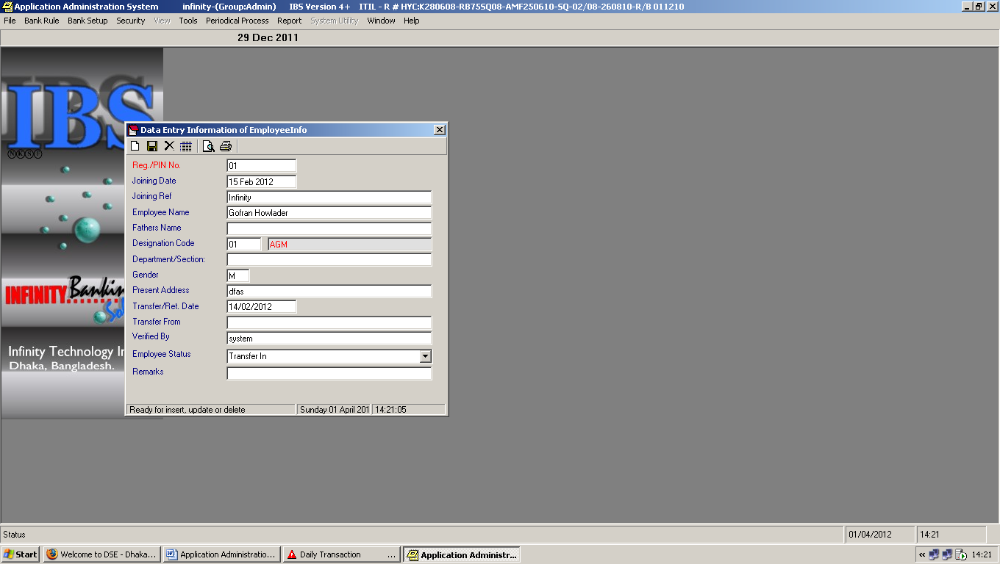 Application Administration System infinity-(Group:Admin) IBS Version 4+ ITIL - R # HYC:K280608-RB75SQ08-AMF250610-SQ-02/08-260810-R/B 011210
File Bank Rule Bank Setup Security View Tools Periodical Process Report System Utility Window Help
29 Dec 2011
IBS
NKSF
INFINITY Bankin
Infinity Technology In
Dhaka, Bangladesh.
Data Entry Information of EmployeeInfo
Reg./PIN No. 01
Joining Date 15 Feb 2012
Joining Ref Infinity
Employee Name Gofran Howlader
Fathers Name
Designation Code 01 AGM
Department/Section:
Gender M
Present Address dfas
Transfer/Ret. Date 14/02/2012
Transfer From
Verified By system
Employee Status Transfer In
Remarks
Ready for insert, update or delete Sunday 01 April 201 14:21:05
Status 01/04/2012 14:21
Start Welcome to DSE - Dhaka... Application Administratio... Daily Transaction ... Application Administr... « 14:21